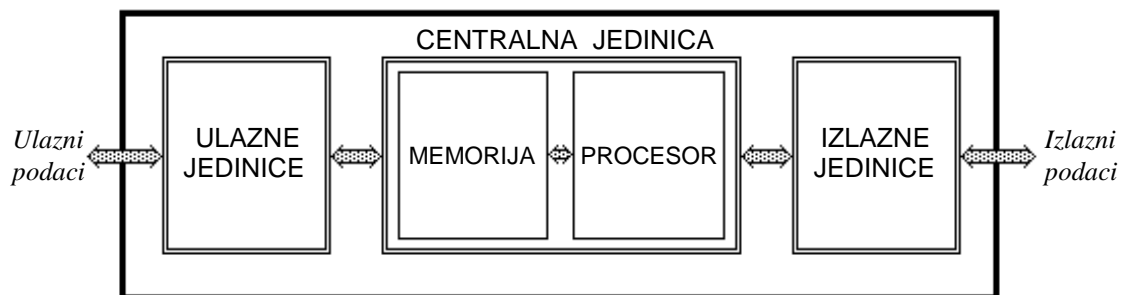 CENTRALNA JEDINICA
Ulazni
podaci
ULAZNE
JEDINICE
MEMORIJA
PROCESOR
IZLAZNE
JEDINICE
Izlazni
podaci